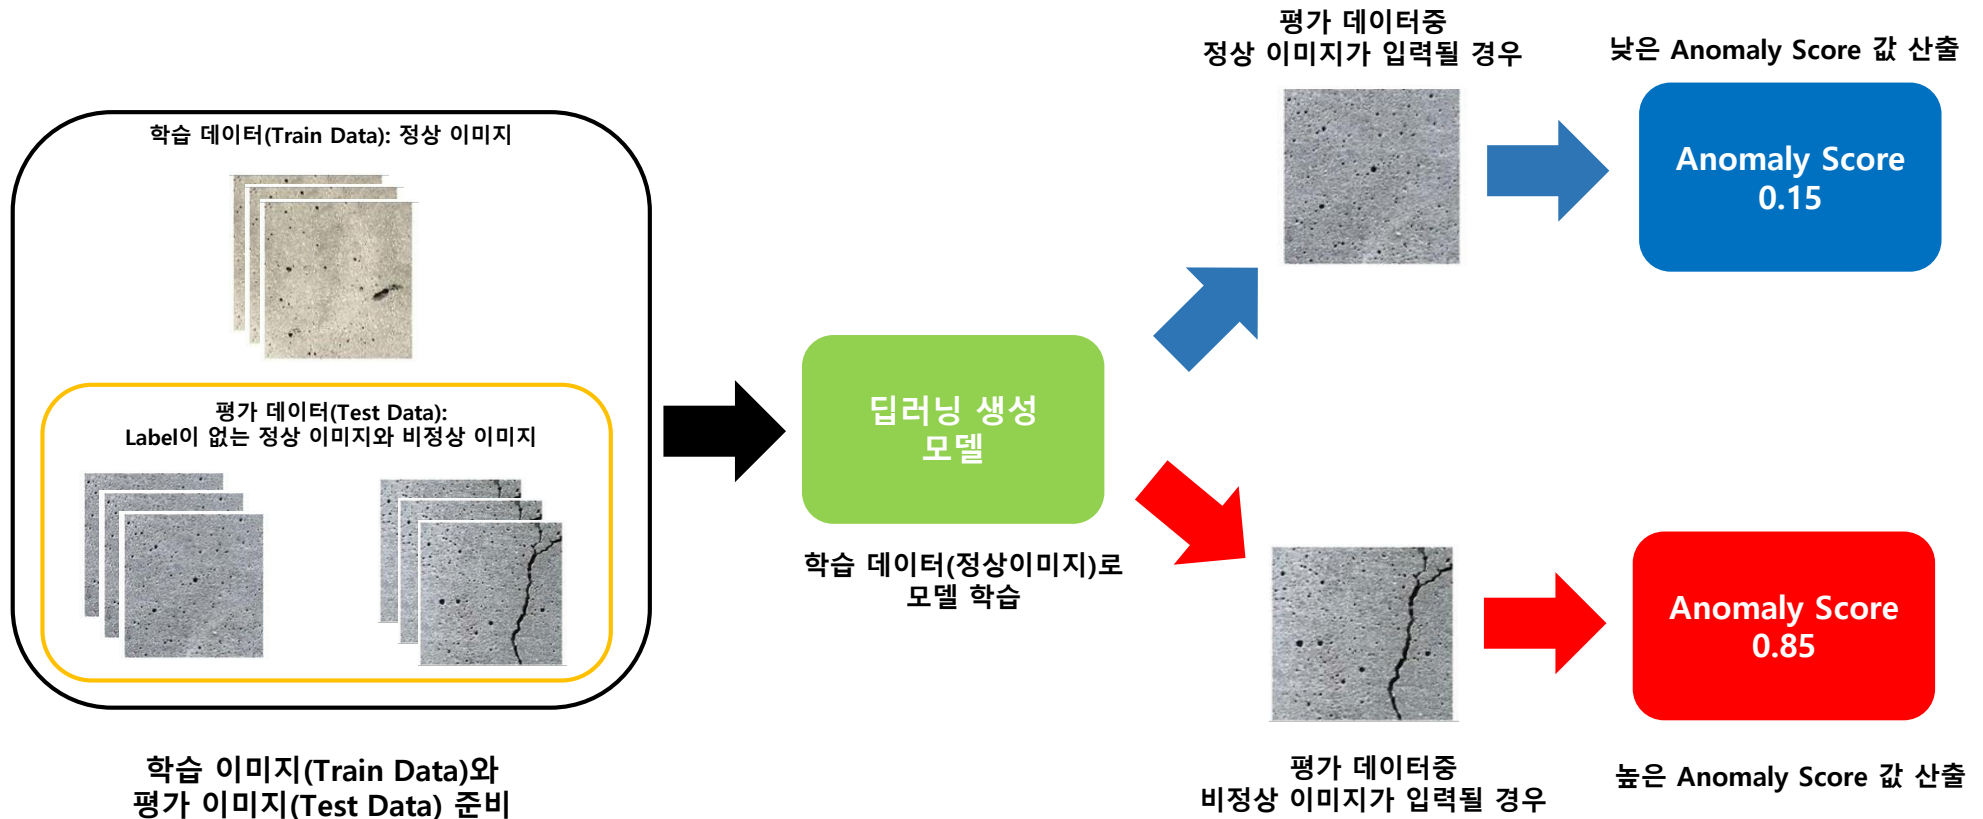 학습 데이터(Train Data): 정상 이미지
평가 데이터(Test Data):
Label이 없는 정상 이미지와 비정상 이미지
학습 이미지(Train Data)와
평가 이미지(Test Data) 준비
딥러닝 생성
모델
학습 데이터(정상이미지)로
모델 학습
평가 데이터중
정상 이미지가 입력될 경우
낮은 Anomaly Score 값 산출
Anomaly Score
0.15
Anomaly Score
0.85
평가 데이터중
비정상 이미지가 입력될 경우
높은 Anomaly Score 값 산출